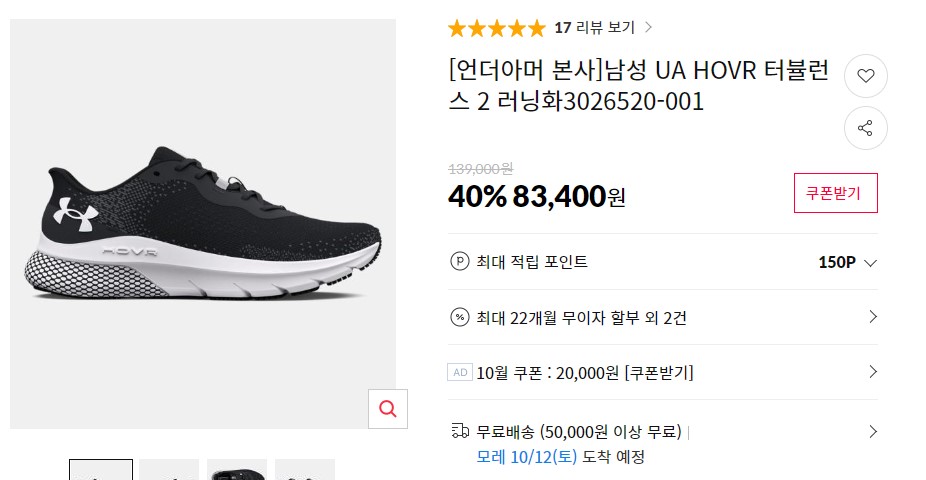 17 리뷰 보기
[언더아머 본사]남성 UA HOVR 터뷸런
스 2 러닝화3026520-001
139,000원
40% 83,400원
쿠폰받기
HOVR
P 최대 적립 포인트 150P
% 최대 22개월 무이자 할부 외 2건
AD 10월 쿠폰 : 20,000원 [쿠폰받기]
무료배송 (50,000원 이상 무료)
모레 10/12(토) 도착 예정